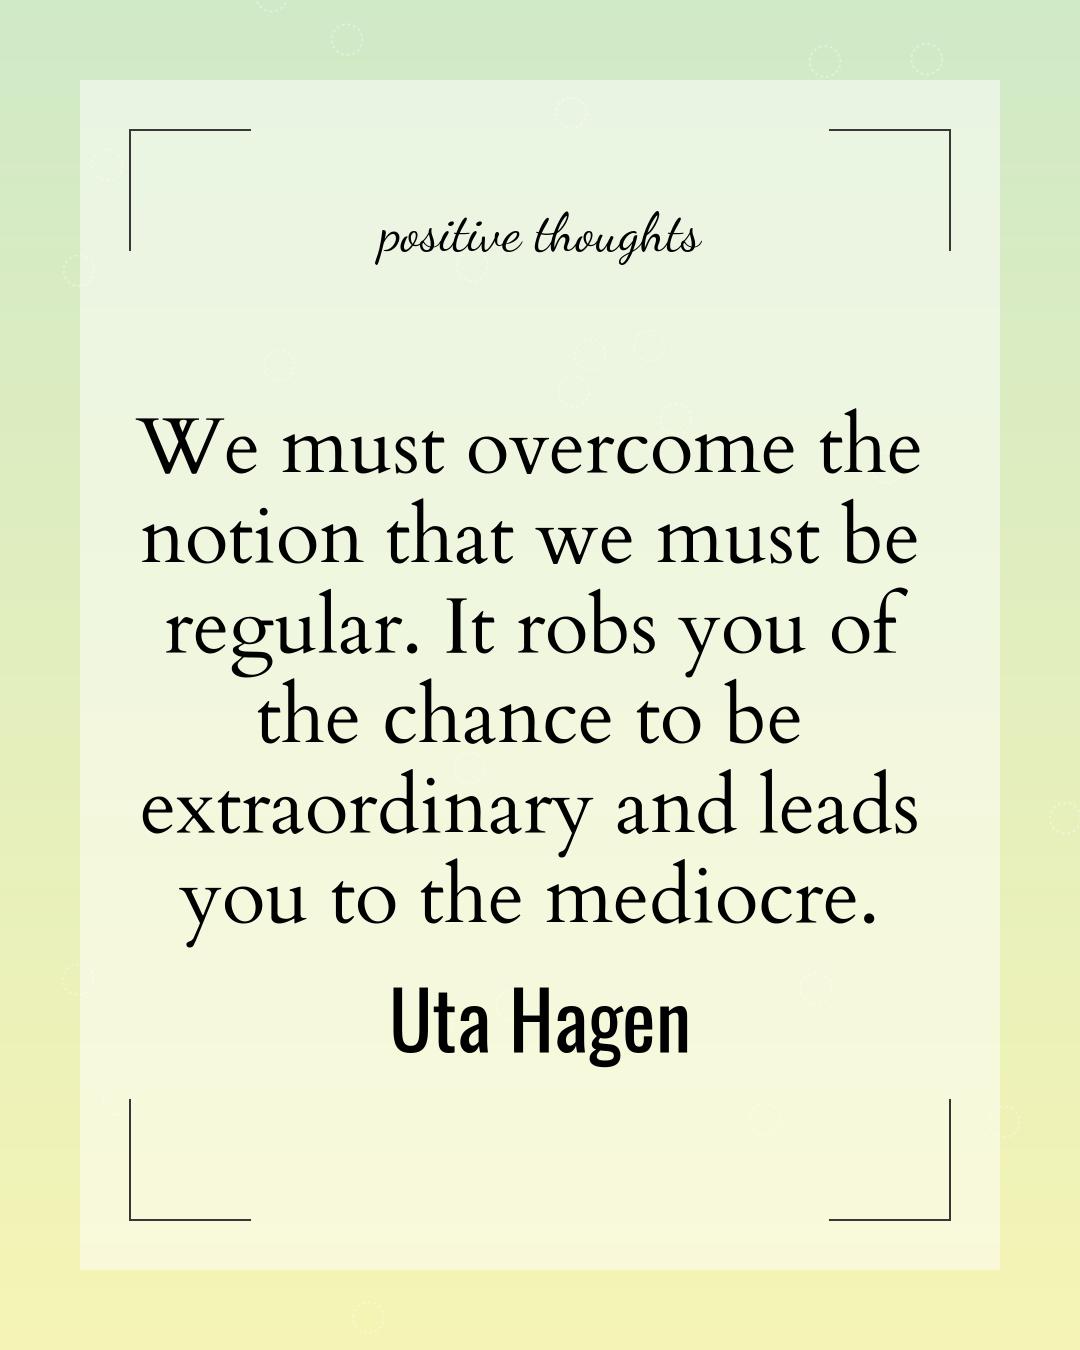 positive thoughts
We must overcome the
notion that we must be
regular. It robs you of
the chance to be
extraordinary and leads
you to the mediocre.
Uta Hagen